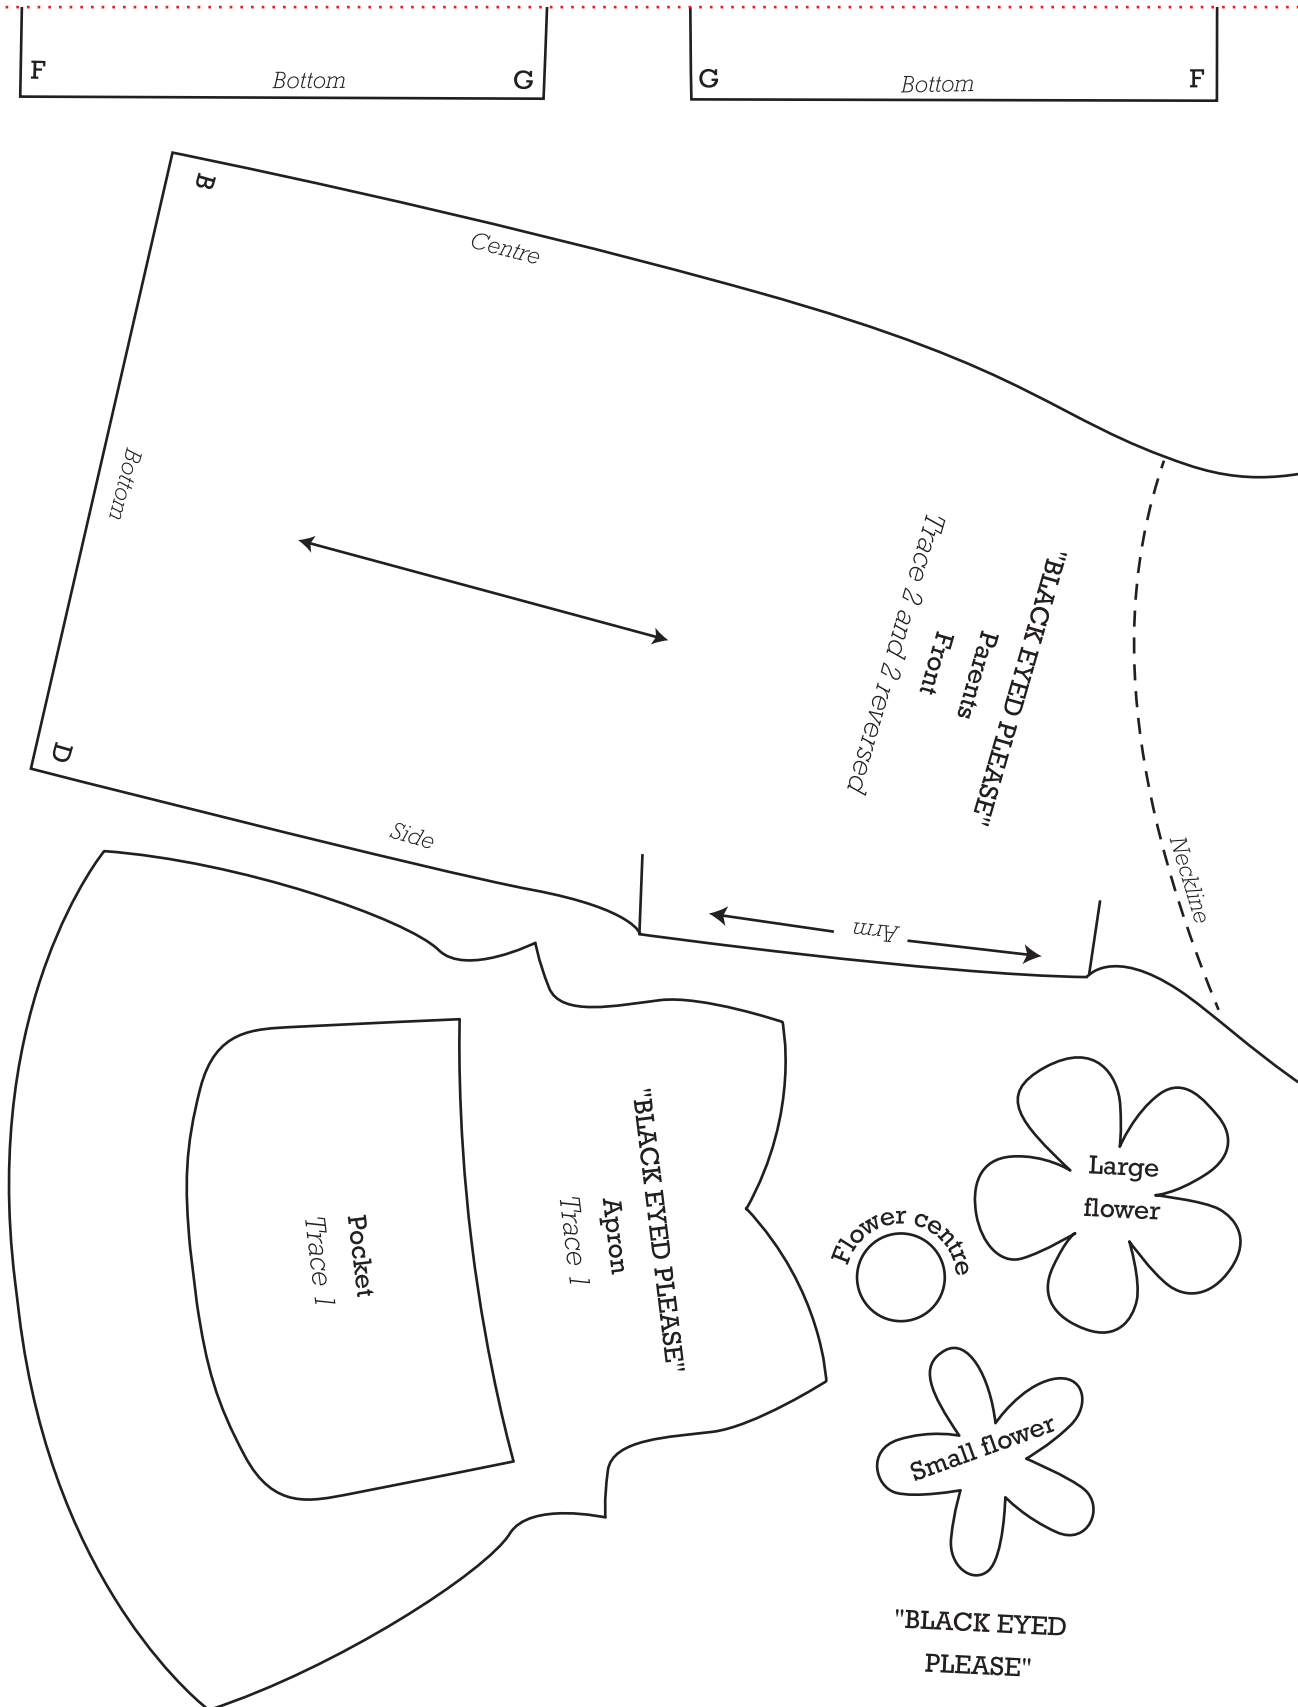 F
Bottom
G
G
Bottom
F
B
Centre
Bottom
D
Side
"BLACK EYED PLEASE"
Parents
Front
Trace 2 and 2 reversed
Neckline
Arm
"BLACK EYED PLEASE"
Apron
Trace 1
Pocket
Trace 1
Large
flower
Flower centre
Small flower
"BLACK EYED
PLEASE"